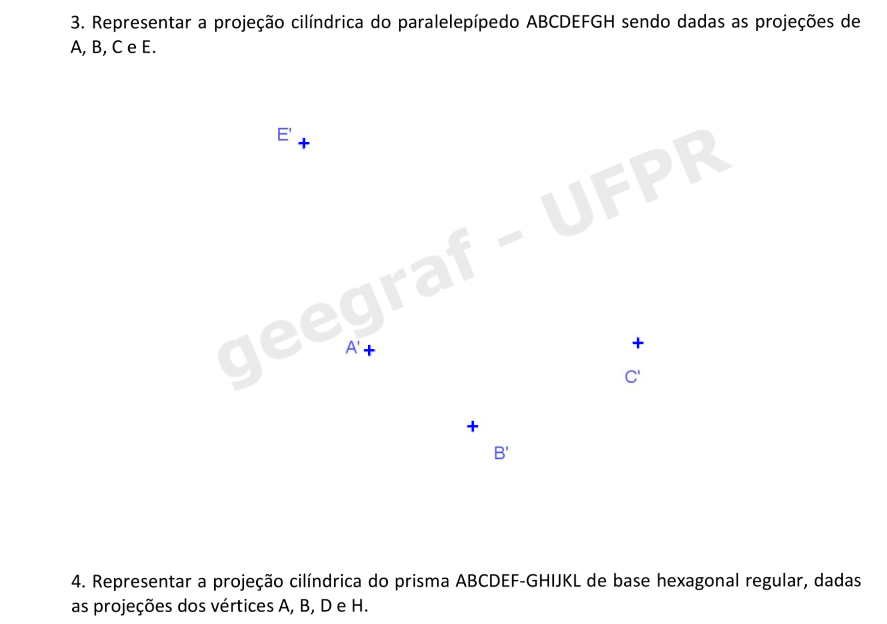 3. Representar a projeção cilíndrica do paralelepípedo ABCDEFGH sendo dadas as projeções de
A, B, C e E.
E'
geegraf - UFPR
A'
C'
B'
4. Representar a projeção cilíndrica do prisma ABCDEF-GHIJKL de base hexagonal regular, dadas
as projeções dos vértices A, B, D e H.